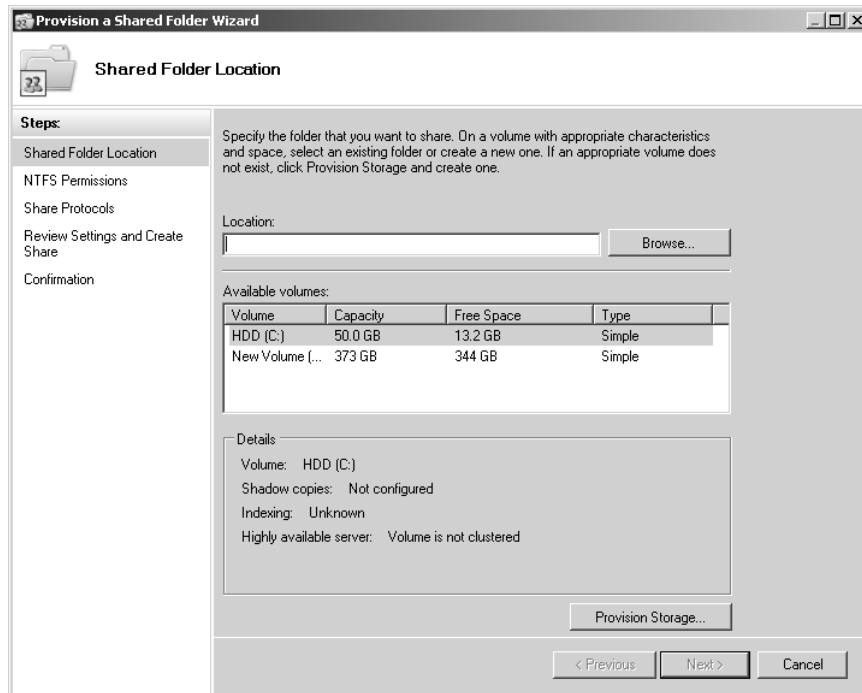 Provision a Shared Folder Wizard
Shared Folder Location
Steps:
Shared Folder Location
NTFS Permissions
Share Protocols
Review Settings and Create
Share
Confirmation
Specify the folder that you want to share. On a volume with appropriate characteristics
and space, select an existing folder or create a new one. If an appropriate volume does
not exist, click Provision Storage and create one.
Location:
Browse...
Available volumes:
Volume Capacity Free Space Type
HDD (C:) 50.0 GB 13.2 GB Simple
New Volume (... 373 GB 344 GB Simple
Details
Volume: HDD (C:)
Shadow copies: Not configured
Indexing: Unknown
Highly available server: Volume is not clustered
Provision Storage...
< Previous Next > Cancel